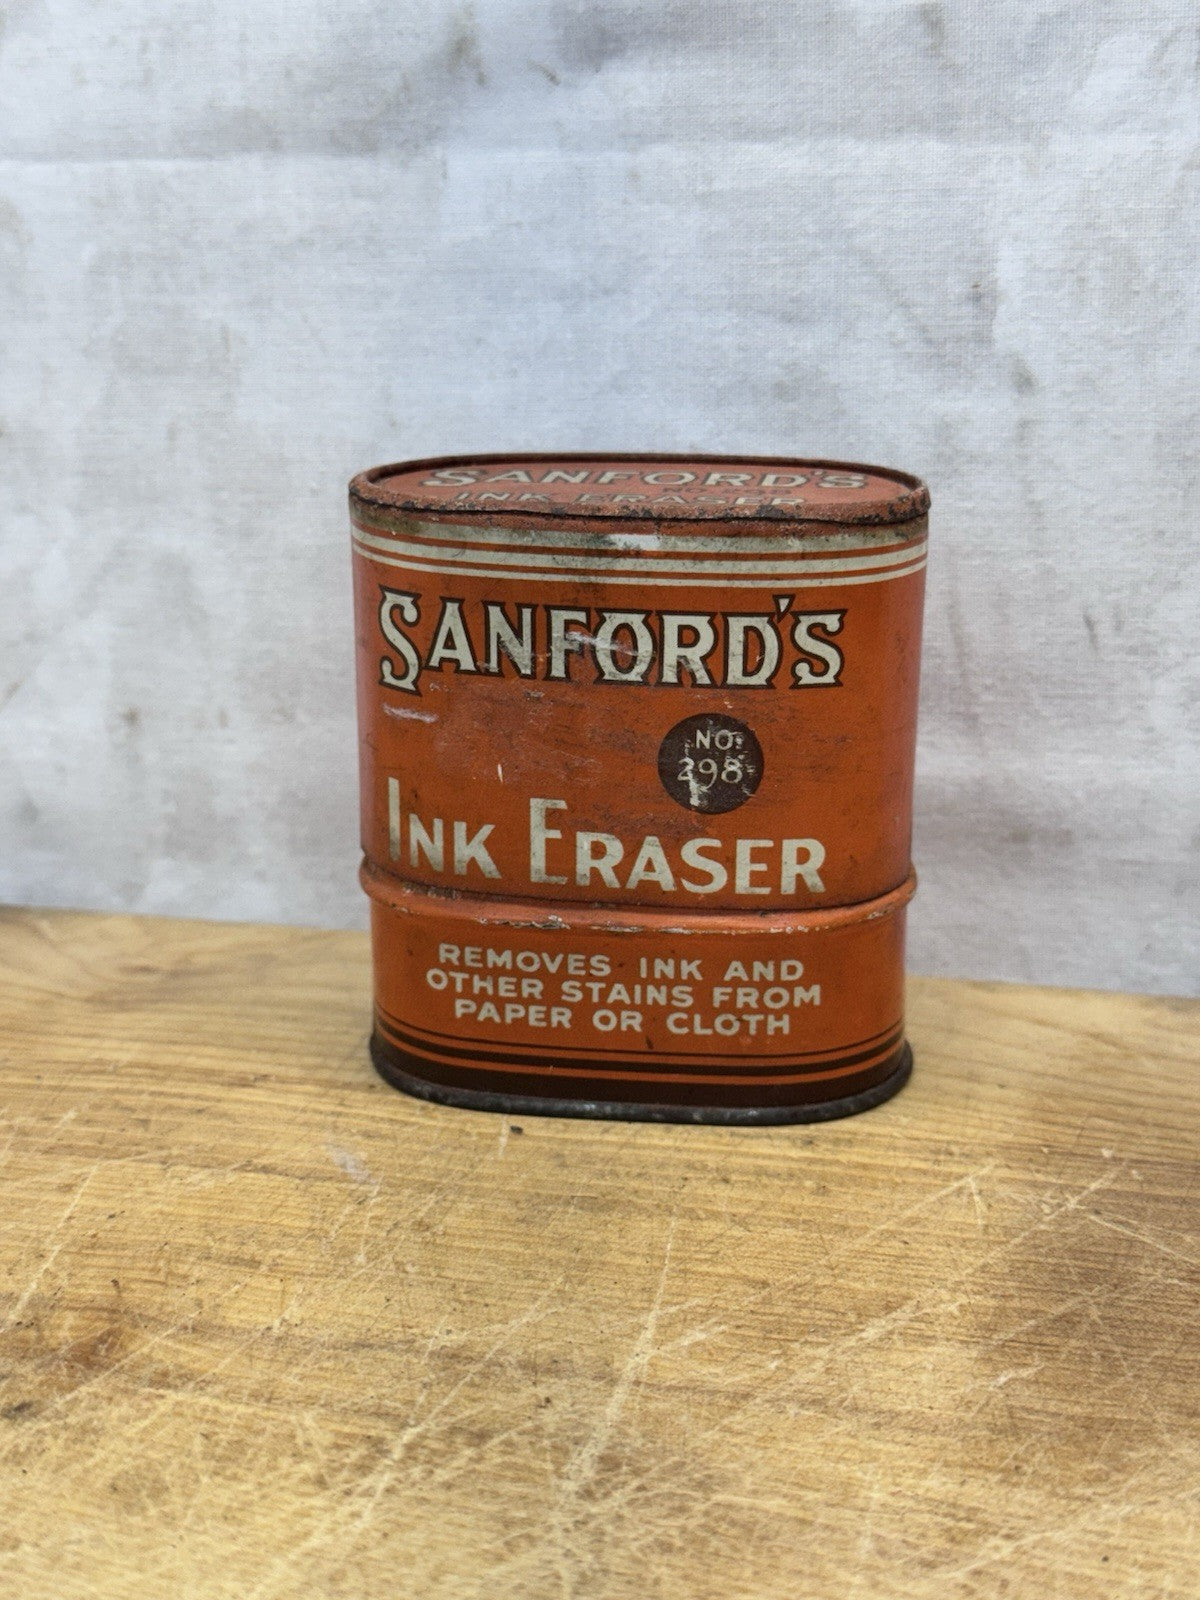 SANFORD'S
INK ERASER
SANFORD'S
NO.
298
INK ERASER
REMOVES INK AND
OTHER STAINS FROM
PAPER OR CLOTH